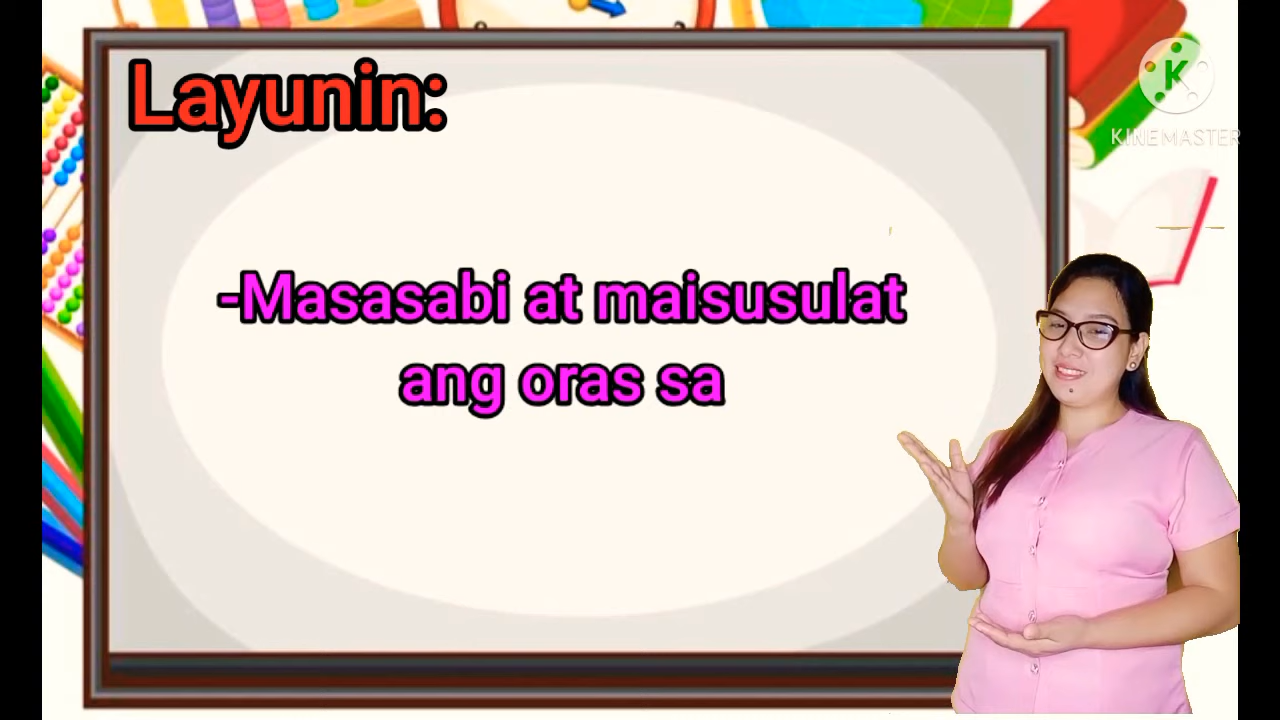 Layunin:
K
KINEMASTER
-Masasabi at maisusulat
ang oras sa